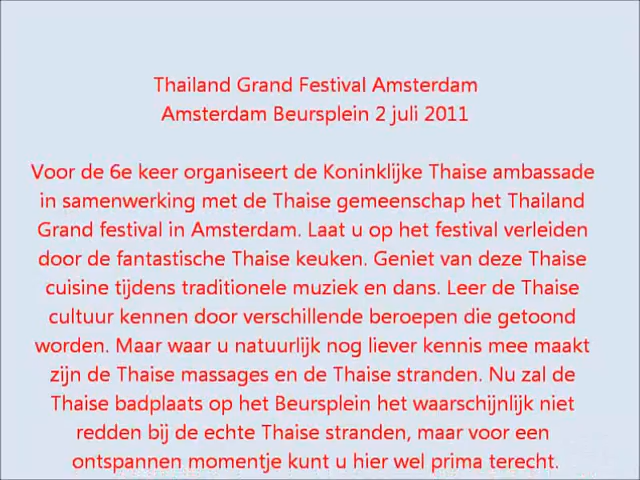 Thailand Grand Festival Amsterdam
Amsterdam Beursplein 2 juli 2011
Voor de 6e keer organiseert de Koninklijke Thaise ambassade
in samenwerking met de Thaise gemeenschap het Thailand
Grand festival in Amsterdam. Laat u op het festival verleiden
door de fantastische Thaise keuken. Geniet van deze Thaise
cuisine tijdens traditionele muziek en dans. Leer de Thaise
cultuur kennen door verschillende beroepen die getoond
worden. Maar waar u natuurlijk nog liever kennis mee maakt
zijn de Thaise massages en de Thaise stranden. Nu zal de
Thaise badplaats op het Beursplein het waarschijnlijk niet
redden bij de echte Thaise stranden, maar voor een
ontspannen momentje kunt u hier wel prima terecht.